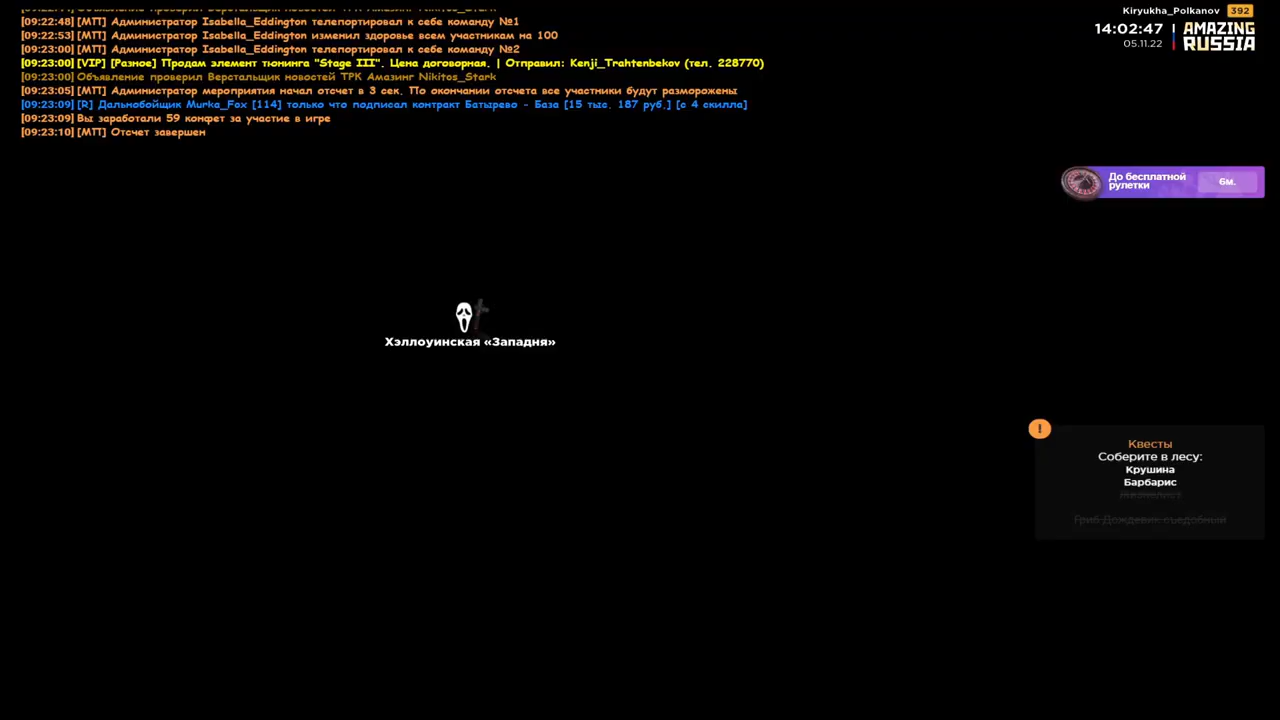 [09:22:48] [МП] Администратор Isabella_Eddington телепортировал к себе команду №1
[09:22:53] [МП] Администратор Isabella_Eddington изменил здоровье всем участникам на 100
[09:23:00] [МП] Администратор Isabella_Eddington телепортировал к себе команду №2
[09:23:00] [VIP] [Разное] Продам элемент тюнинга "Stage III". Цена договорная. | Отправил: Kenji_Trahtenbekov (тел. 228770)
[09:23:00] Объявление проверил Верстальщик новостей ТРК Амазинг Nikitos_Stark
[09:23:05] [МП] Администратор мероприятия начал отсчет в 3 сек. По окончании отсчета все участники будут разморожены
[09:23:09] [R] Дальнобойщик Murka_Fox [114] только что подписал контракт Батырево - База [15 тыс. 187 руб.] [с 4 скилла]
[09:23:09] Вы заработали 59 конфет за участие в игре
[09:23:10] [МП] Отсчет завершен
Kiryukha_Polkanov 392
14:02:47
05.11.22
AMAZING
RUSSIA
До бесплатной
рулетки
6м.
Хэллоуинская «Западня»
!
Квесты
Соберите в лесу:
Крушина
Барбарис
Гриб Дождевик съедобный